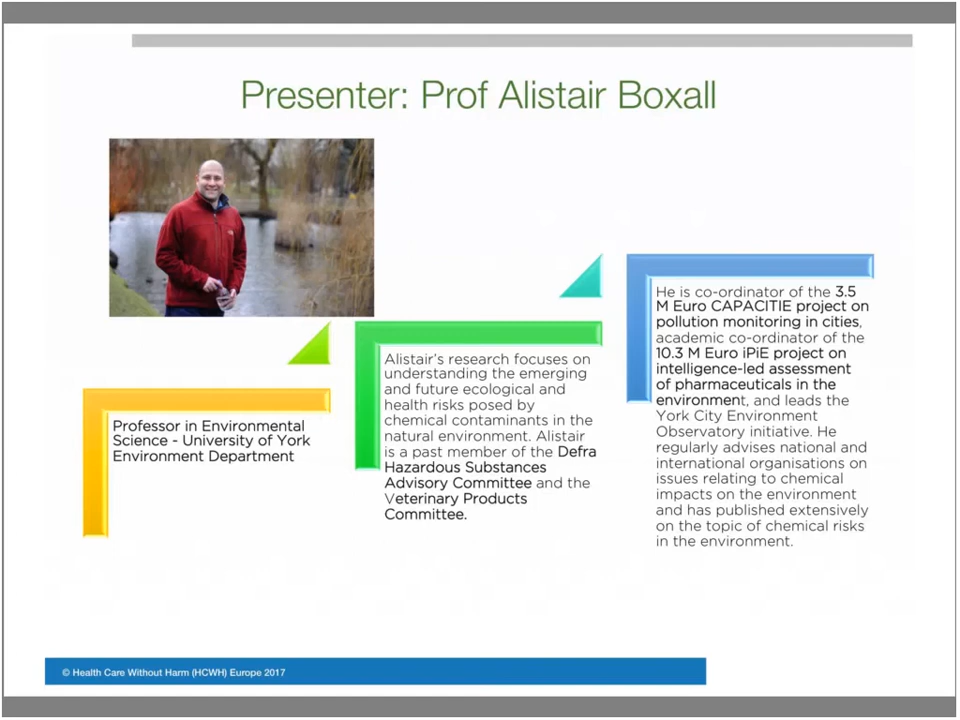 Presenter: Prof Alistair Boxall
Professor in Environmental
Science - University of York
Environment Department
Alistair's research focuses on
understanding the emerging
and future ecological and
health risks posed by
chemical contaminants in the
natural environment. Alistair
is a past member of the Defra
Hazardous Substances
Advisory Committee and the
Veterinary Products
Committee.
He is co-ordinator of the 3.5
M Euro CAPACITIE project on
pollution monitoring in cities,
academic co-ordinator of the
10.3 M Euro iPiE project on
intelligence-led assessment
of pharmaceuticals in the
environment, and leads the
York City Environment
Observatory initiative. He
regularly advises national and
international organisations on
issues relating to chemical
impacts on the environment
and has published extensively
on the topic of chemical risks
in the environment.
© Health Care Without Harm (HCWH) Europe 2017